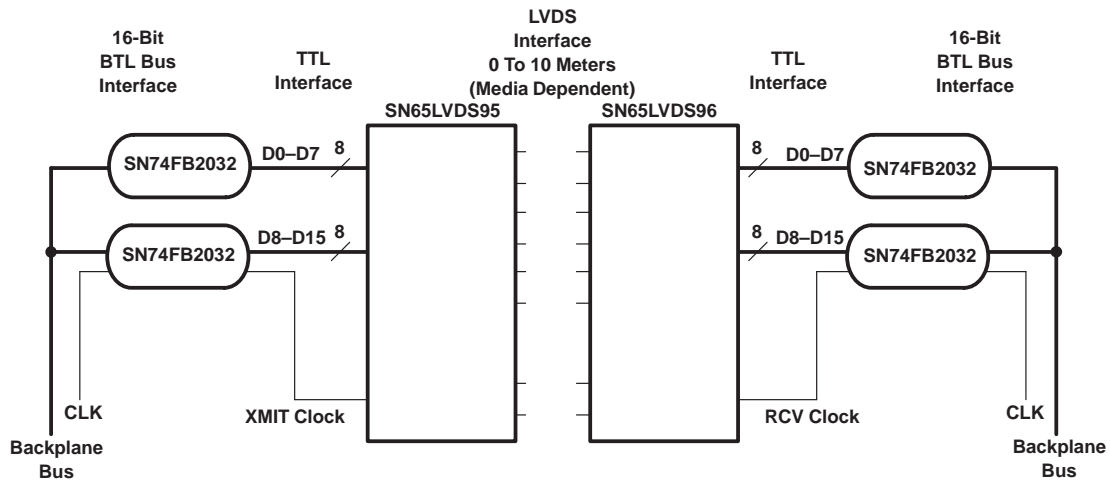 LVDS
Interface
0 To 10 Meters
(Media Dependent)
16-Bit
BTL Bus
Interface
TTL
Interface
TTL
Interface
16-Bit
BTL Bus
Interface
SN65LVDS95
SN65LVDS96
SN74FB2032
D0–D7
8
8
D0–D7
SN74FB2032
SN74FB2032
D8–D15
8
8
D8–D15
SN74FB2032
CLK
XMIT Clock
RCV Clock
CLK
Backplane
Bus
Backplane
Bus